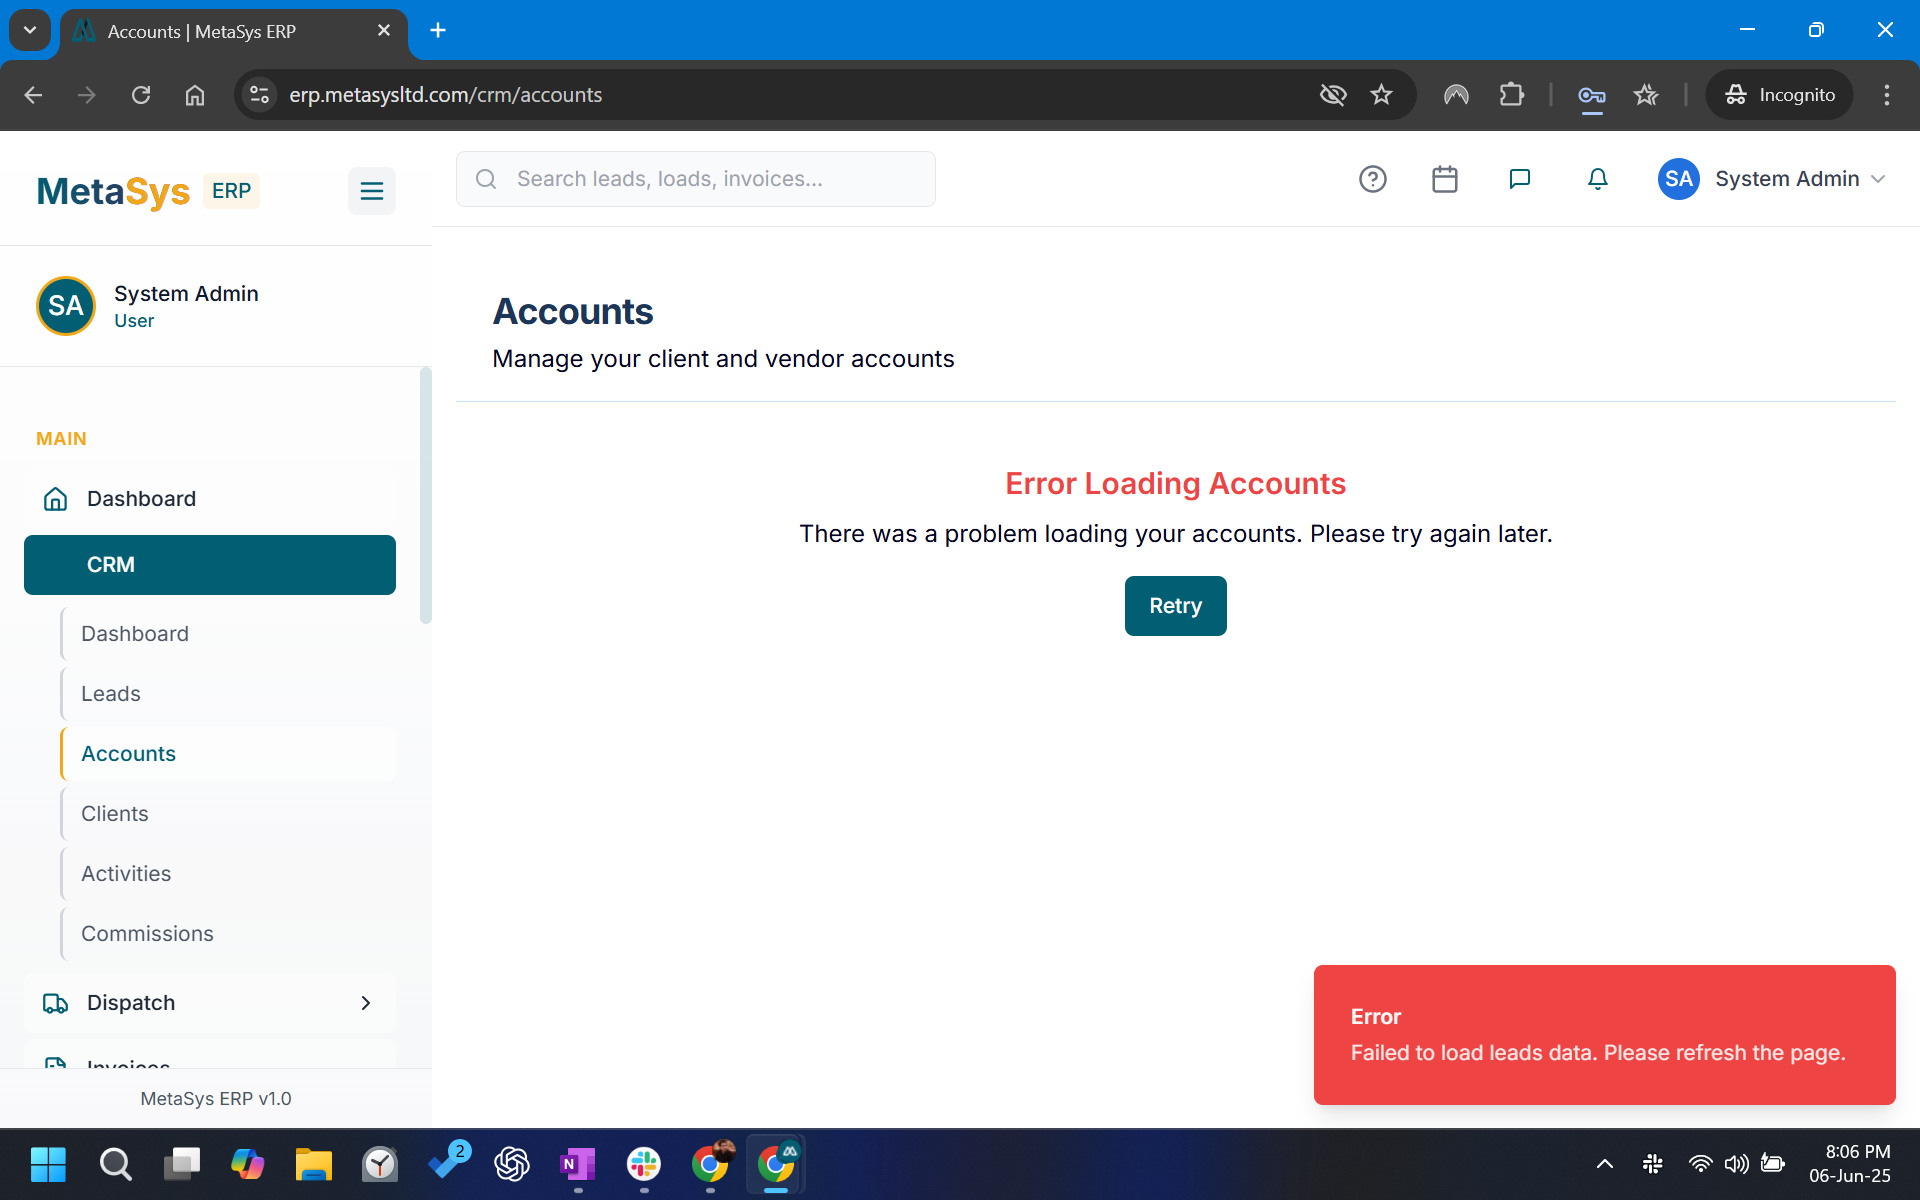 Accounts | MetaSys ERP
erp.metasysltd.com/crm/accounts
Incognito
MetaSys ERP
Search leads, loads, invoices...
SA System Admin
SA
System Admin
User
Accounts
Manage your client and vendor accounts
MAIN
Dashboard
CRM
Dashboard
Leads
Accounts
Clients
Activities
Commissions
Dispatch
Invoices
MetaSys ERP v1.0
Error Loading Accounts
There was a problem loading your accounts. Please try again later.
Retry
Error
Failed to load leads data. Please refresh the page.
2
N
8:06 PM
06-Jun-25